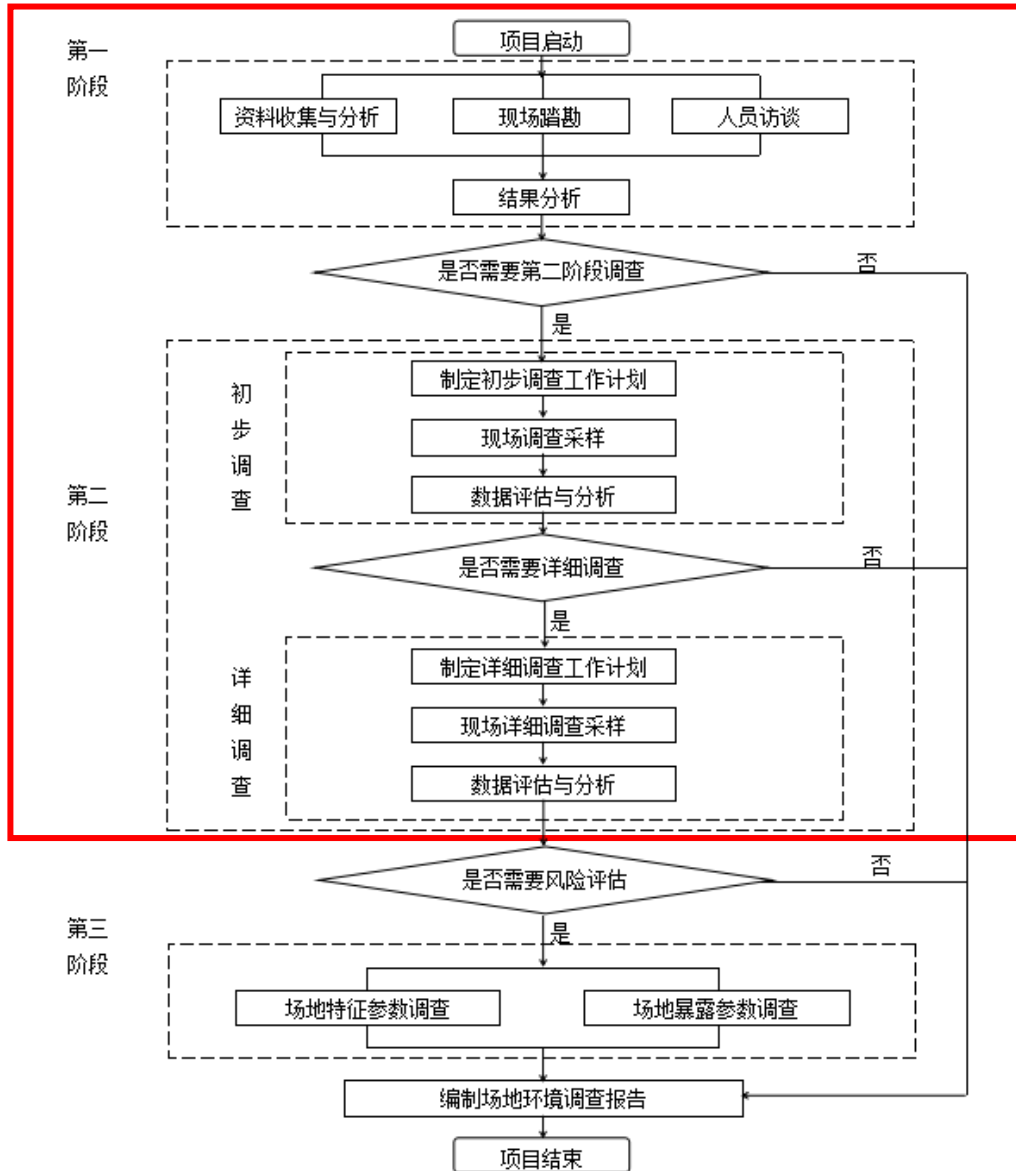 项目启动
第一
阶段
资料收集与分析
现场踏勘
人员访谈
结果分析
是否需要第二阶段调查
否
是
第二
阶段
初
步
调
查
制定初步调查工作计划
现场调查采样
数据评估与分析
是否需要详细调查
否
是
详
细
调
查
制定详细调查工作计划
现场详细调查采样
数据评估与分析
是否需要风险评估
否
是
第三
阶段
场地特征参数调查
场地暴露参数调查
编制场地环境调查报告
项目结束